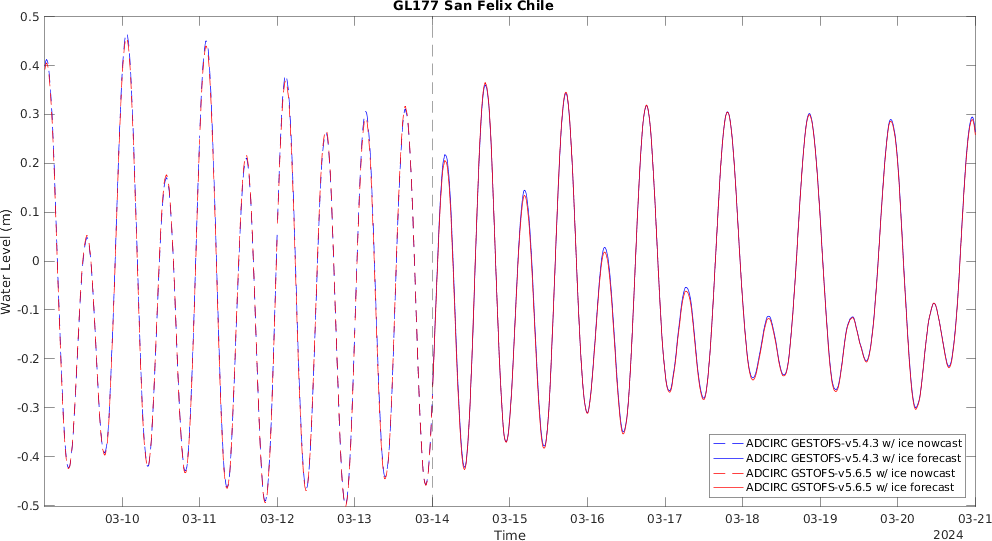 GL177 San Felix Chile
0.5
0.4
0.3
0.2
0.1
0
-0.1
-0.2
-0.3
-0.4
-0.5
Water Level (m)
ADCIRC GESTOFS-v5.4.3 w/ ice nowcast
ADCIRC GESTOFS-v5.4.3 w/ ice forecast
ADCIRC GSTOFS-v5.6.5 w/ ice nowcast
ADCIRC GSTOFS-v5.6.5 w/ ice forecast
03-10 03-11 03-12 03-13 03-14 03-15 03-16 03-17 03-18 03-19 03-20 03-21
Time
2024